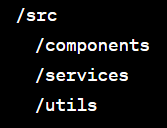 /src
/components
/services
/utils